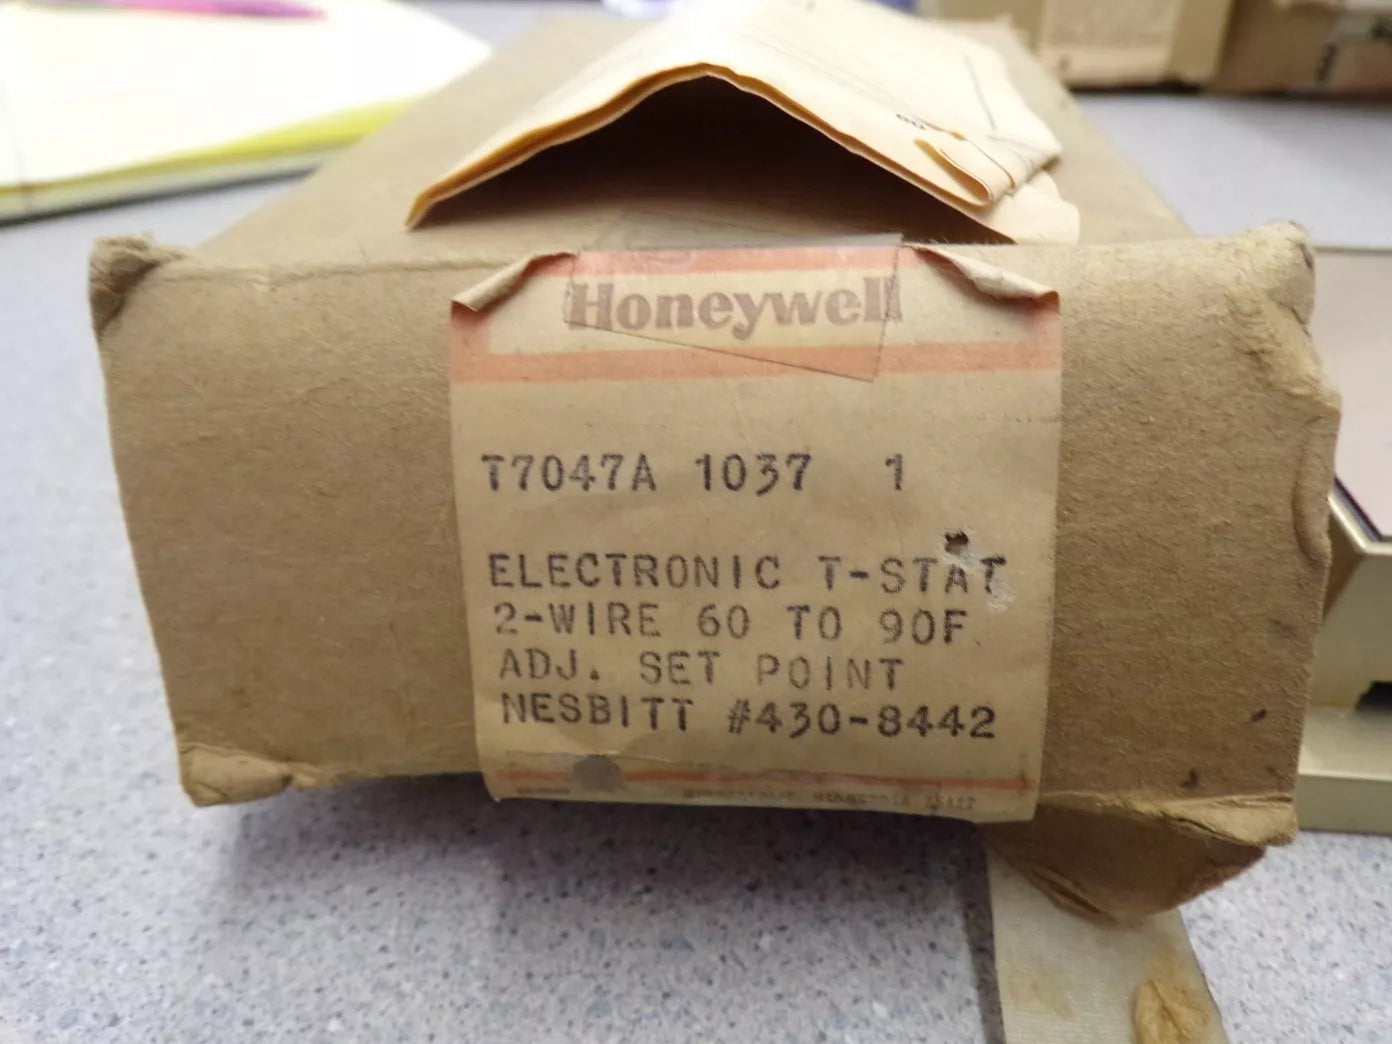 Honeywell
T7047A 1037 1
ELECTRONIC T-STAT
2-WIRE 60 TO 90F
ADJ. SET POINT
NESBITT #430-8442